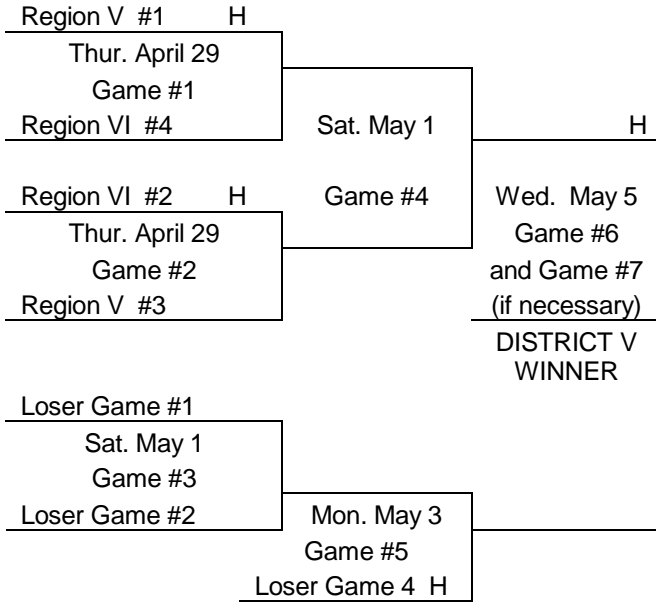 Region V #1 H
Thur. April 29
Game #1
Region VI #4
Sat. May 1
H
Region VI #2 H
Game #4
Wed. May 5
Thur. April 29
Game #6
Game #2
and Game #7
Region V #3
(if necessary)
DISTRICT V
WINNER
Loser Game #1
Sat. May 1
Game #3
Loser Game #2
Mon. May 3
Game #5
Loser Game 4 H